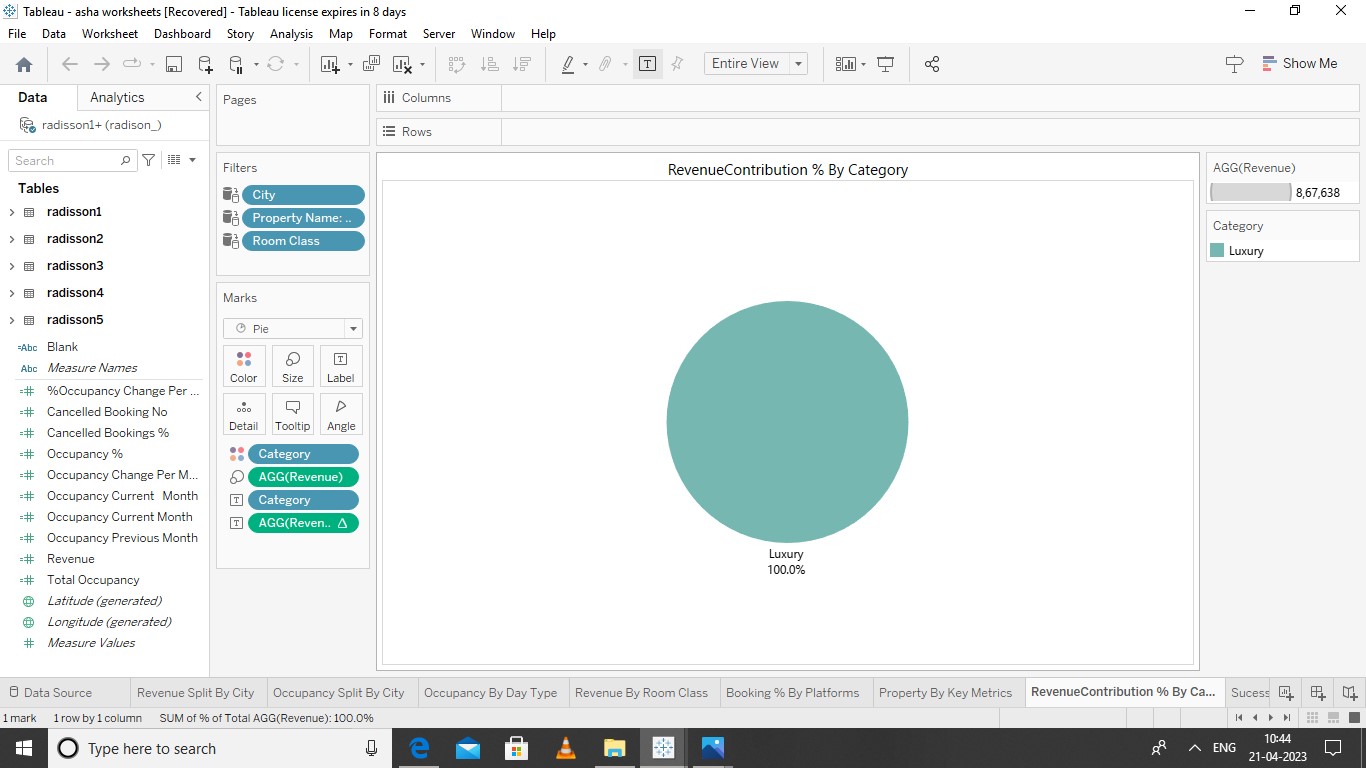 Tableau - asha worksheets [Recovered] - Tableau license expires in 8 days
File Data Worksheet Dashboard Story Analysis Map Format Server Window Help
Entire View
Show Me
Data Analytics
radisson1+ (radison_)
Search
Tables
radisson1
radisson2
radisson3
radisson4
radisson5
=Abc Blank
Abc Measure Names
%Occupancy Change Per ...
Cancelled Booking No
Cancelled Bookings %
Occupancy %
Occupancy Change Per M...
Occupancy Current Month
Occupancy Current Month
Occupancy Previous Month
Revenue
Total Occupancy
Latitude (generated)
Longitude (generated)
Measure Values
Pages
Filters
City
Property Name: ..
Room Class
Marks
Pie
Color Size Label
Detail Tooltip Angle
Category
AGG(Revenue)
Category
AGG(Reven.. Δ
Columns
Rows
RevenueContribution % By Category
Luxury
100.0%
AGG(Revenue)
8,67,638
Category
Luxury
Data Source Revenue Split By City Occupancy Split By City Occupancy By Day Type Revenue By Room Class Booking % By Platforms Property By Key Metrics RevenueContribution % By Ca... Sucess
1 mark 1 row by 1 column SUM of % of Total AGG(Revenue): 100.0%
Type here to search
ENG
10:44
21-04-2023